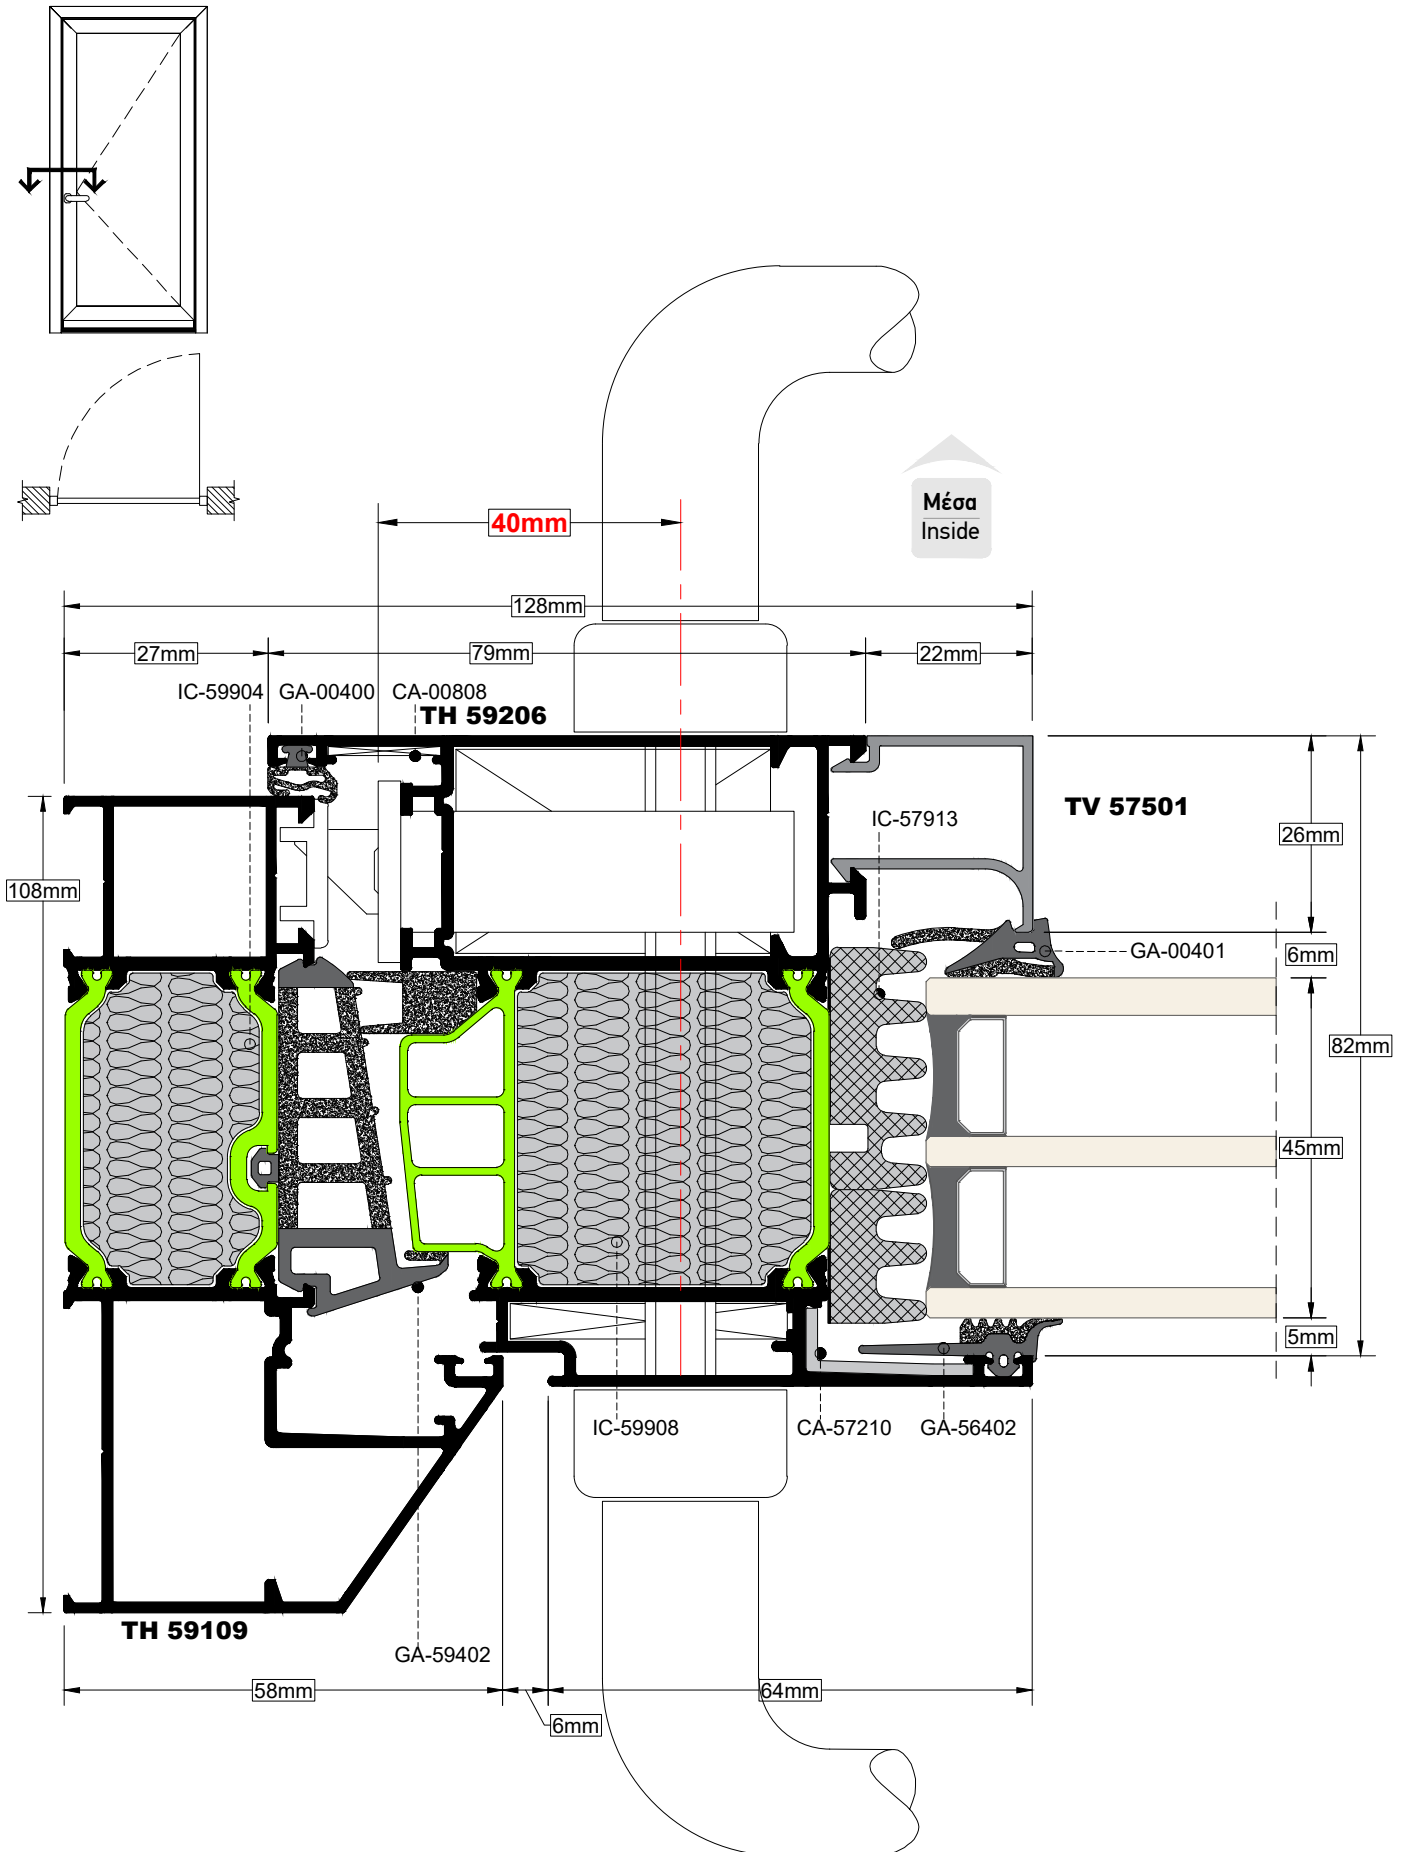 40mm
Μέσα
Inside
128mm
27mm
79mm
22mm
IC-59904
GA-00400
CA-00808
TH 59206
TV 57501
IC-57913
26mm
108mm
GA-00401
6mm
82mm
45mm
5mm
IC-59908
CA-57210
GA-56402
TH 59109
GA-59402
58mm
64mm
6mm